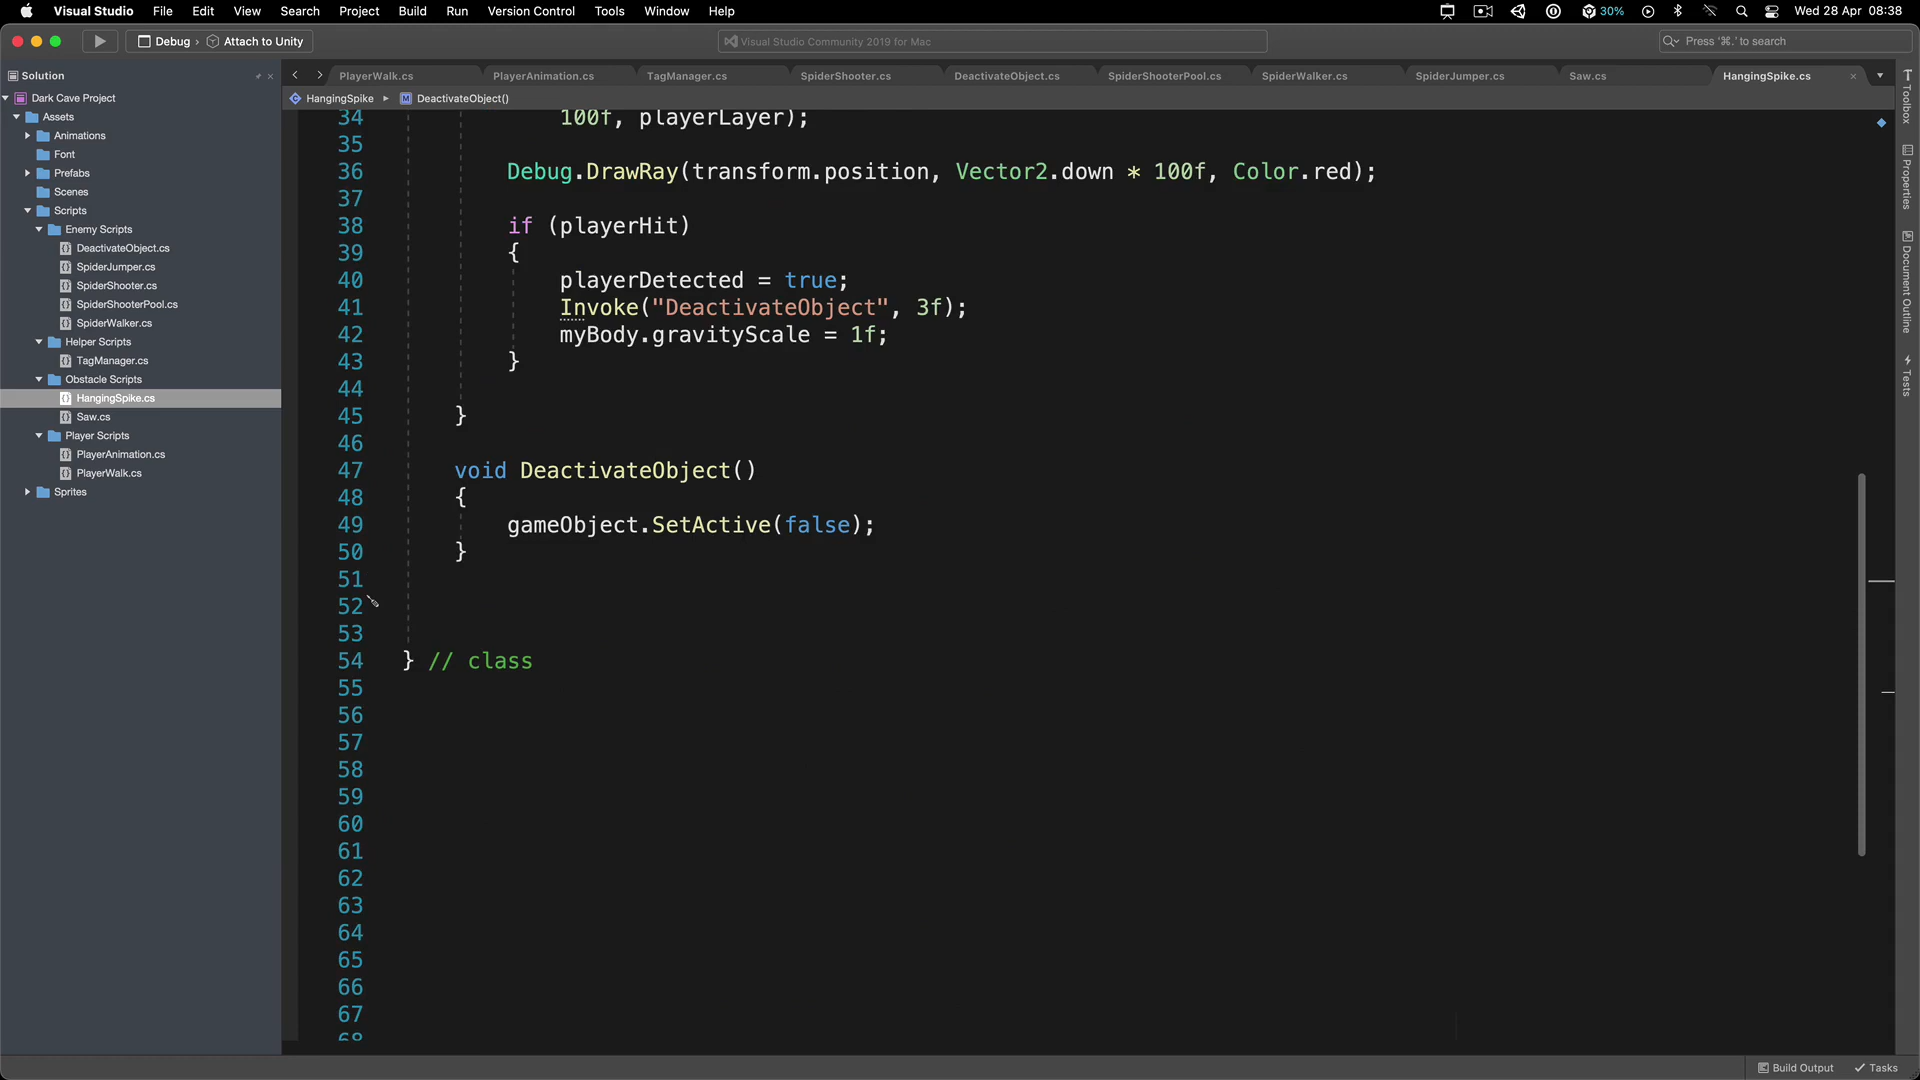 Visual Studio File Edit View Search Project Build Run Version Control Tools Window Help 30% Wed 28 Apr 08:38
Debug › Attach to Unity Visual Studio Community 2019 for Mac Press '⌘.' to search
Solution
PlayerWalk.cs PlayerAnimation.cs TagManager.cs SpiderShooter.cs DeactivateObject.cs SpiderShooterPool.cs SpiderWalker.cs SpiderJumper.cs Saw.cs HangingSpike.cs
HangingSpike DeactivateObject()
Dark Cave Project
Assets
Animations
Font
Prefabs
Scenes
Scripts
Enemy Scripts
DeactivateObject.cs
SpiderJumper.cs
SpiderShooter.cs
SpiderShooterPool.cs
SpiderWalker.cs
Helper Scripts
TagManager.cs
Obstacle Scripts
HangingSpike.cs
Saw.cs
Player Scripts
PlayerAnimation.cs
PlayerWalk.cs
Sprites
34 100f, playerLayer);
35
36 Debug.DrawRay(transform.position, Vector2.down * 100f, Color.red);
37
38 if (playerHit)
39 {
40 playerDetected = true;
41 Invoke("DeactivateObject", 3f);
42 myBody.gravityScale = 1f;
43 }
44
45 }
46
47 void DeactivateObject()
48 {
49 gameObject.SetActive(false);
50 }
51
52
53
54 } // class
55
56
57
58
59
60
61
62
63
64
65
66
67
68
Toolbox
Properties
Document Outline
Tests
Build Output Tasks